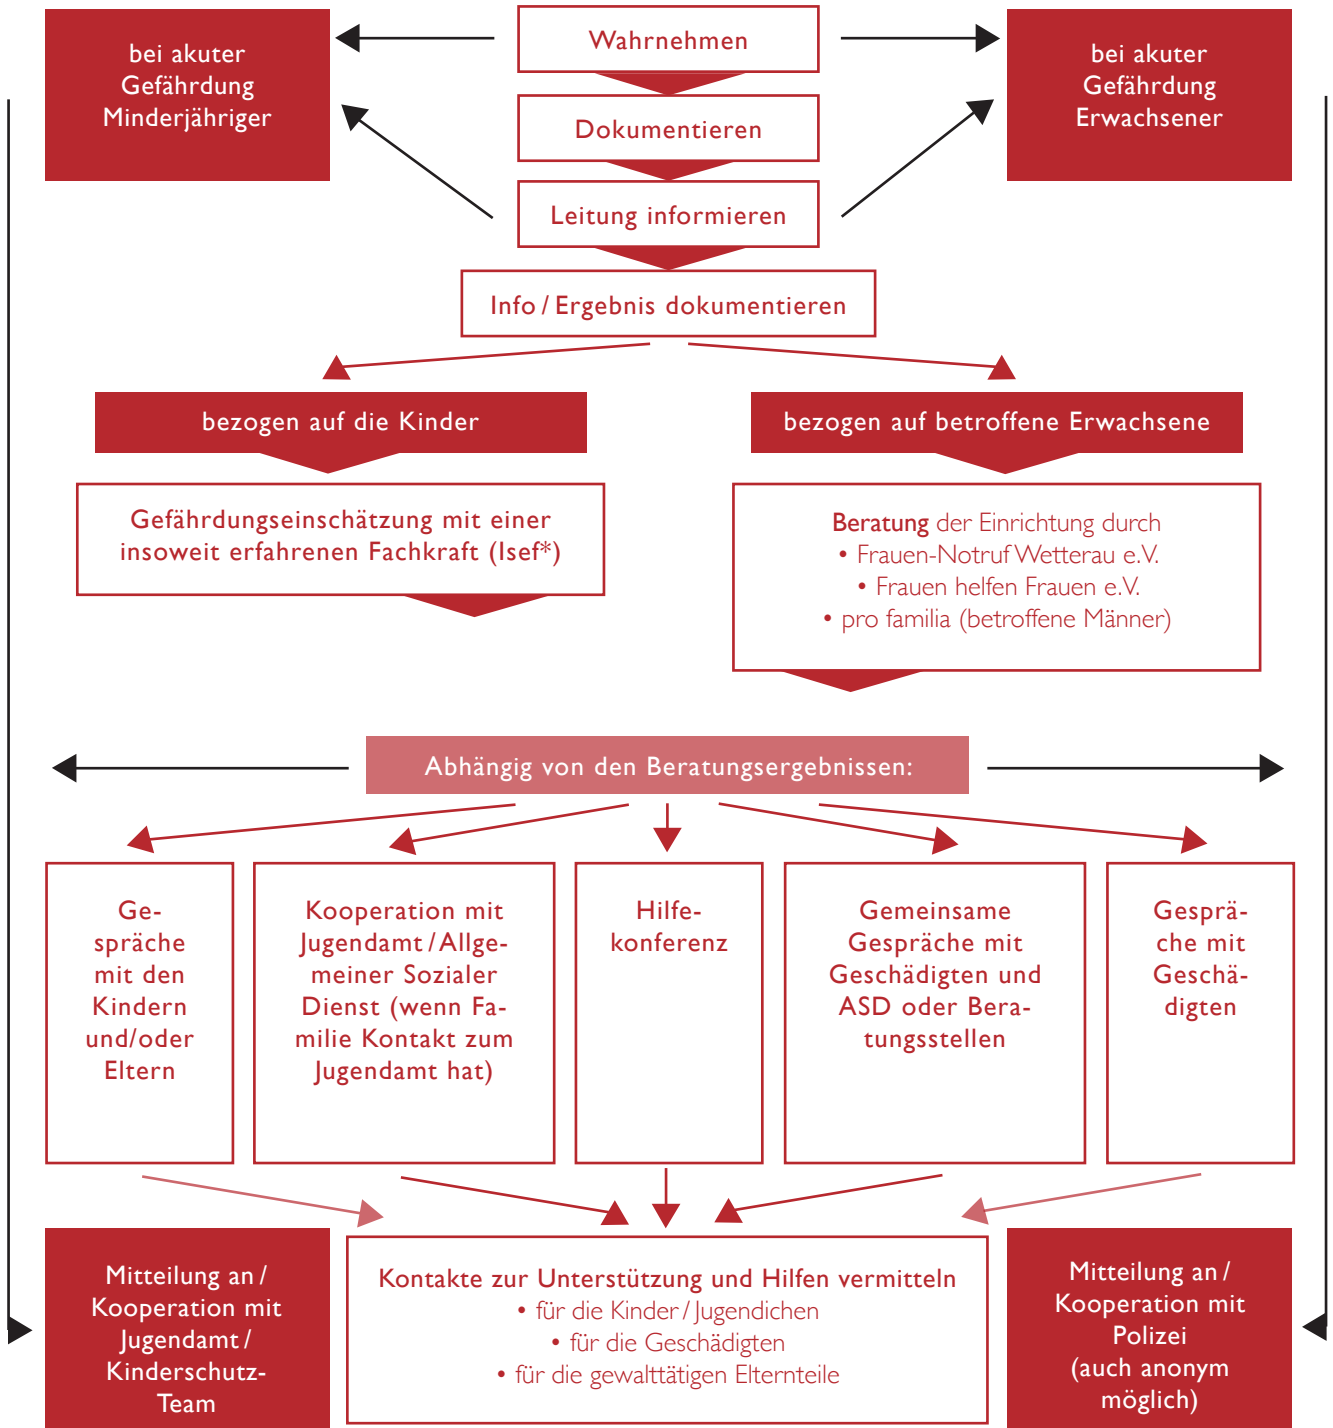 bei akuter
Gefährdung
Minderjähriger
Wahrnehmen
bei akuter
Gefährdung
Erwachsener
Dokumentieren
Leitung informieren
Info / Ergebnis dokumentieren
bezogen auf die Kinder
bezogen auf betroffene Erwachsene
Gefährdungseinschätzung mit einer
insoweit erfahrenen Fachkraft (Isef*)
Beratung der Einrichtung durch
• Frauen-Notruf Wetterau e.V.
• Frauen helfen Frauen e.V.
• pro familia (betroffene Männer)
Abhängig von den Beratungsergebnissen:
Ge-
spräche
mit den
Kindern
und/oder
Eltern
Kooperation mit
Jugendamt / Allge-
meiner Sozialer
Dienst (wenn Fa-
milie Kontakt zum
Jugendamt hat)
Hilfe-
konferenz
Gemeinsame
Gespräche mit
Geschädigten und
ASD oder Bera-
tungsstellen
Gesprä-
che mit
Geschä-
digten
Mitteilung an /
Kooperation mit
Jugendamt /
Kinderschutz-
Team
Kontakte zur Unterstützung und Hilfen vermitteln
• für die Kinder / Jugendichen
• für die Geschädigten
• für die gewalttätigen Elternteile
Mitteilung an /
Kooperation mit
Polizei
(auch anonym
möglich)